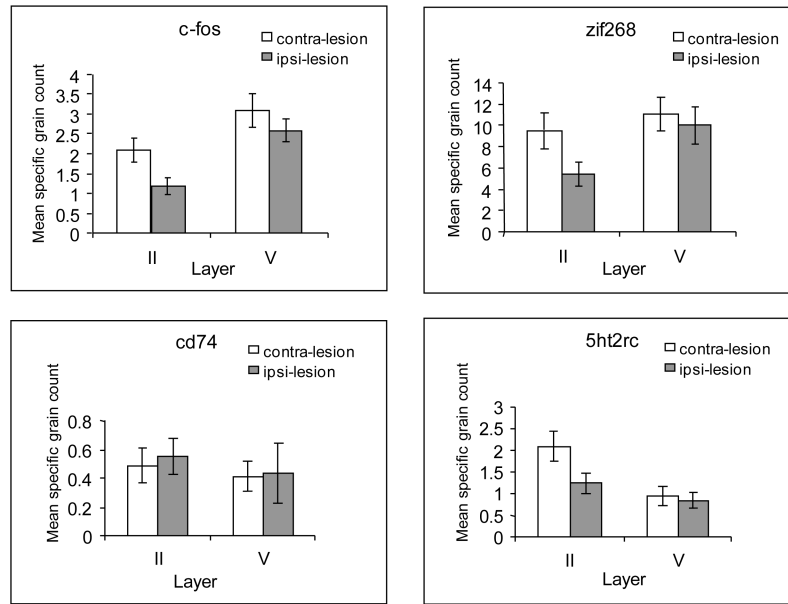 c-fos
contra-lesion
ipsi-lesion
Mean specific grain count
4
3.5
3
2.5
2
1.5
1
0.5
0
II V
Layer
zif268
contra-lesion
ipsi-lesion
Mean specific grain count
14
12
10
8
6
4
2
0
II V
Layer
cd74
contra-lesion
ipsi-lesion
Mean specific grain count
0.8
0.6
0.4
0.2
0
II V
Layer
5ht2rc
contra-lesion
ipsi-lesion
Mean specific grain count
3
2.5
2
1.5
1
0.5
0
II V
Layer